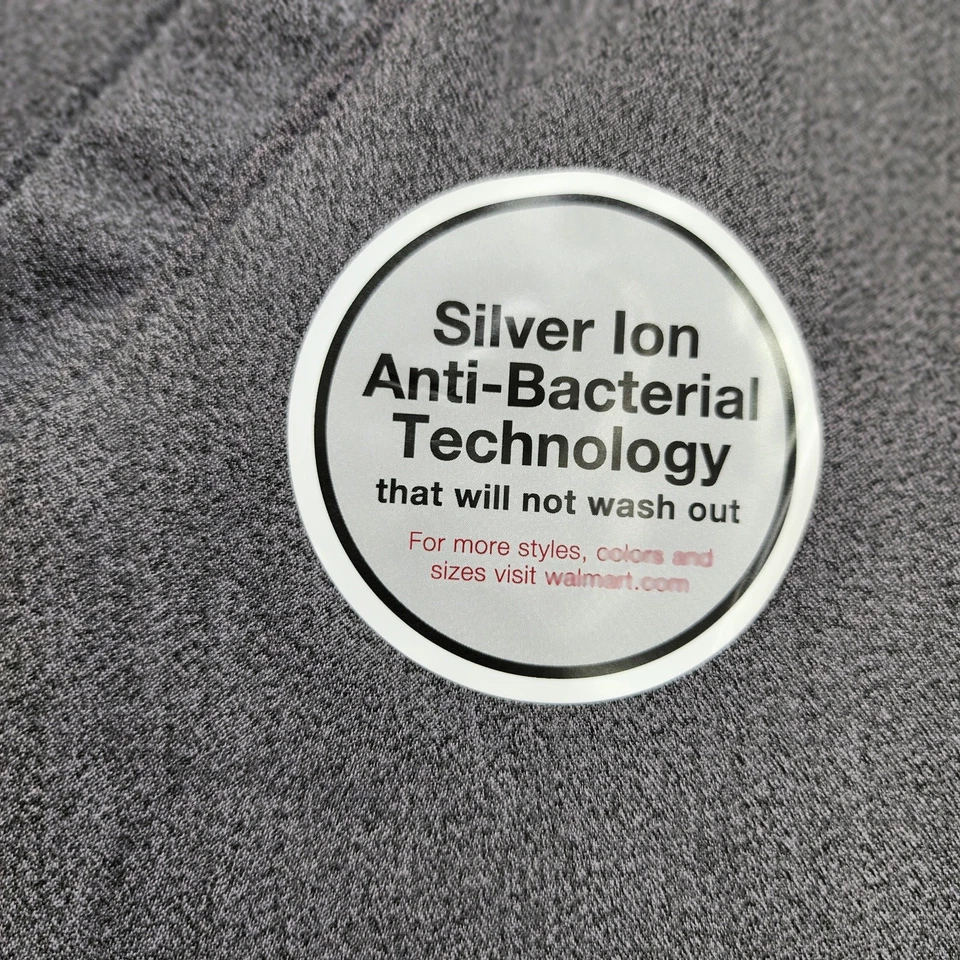 Silver Ion
Anti-Bacterial
Technology
that will not wash out
For more styles, colors and
sizes visit walmart.com